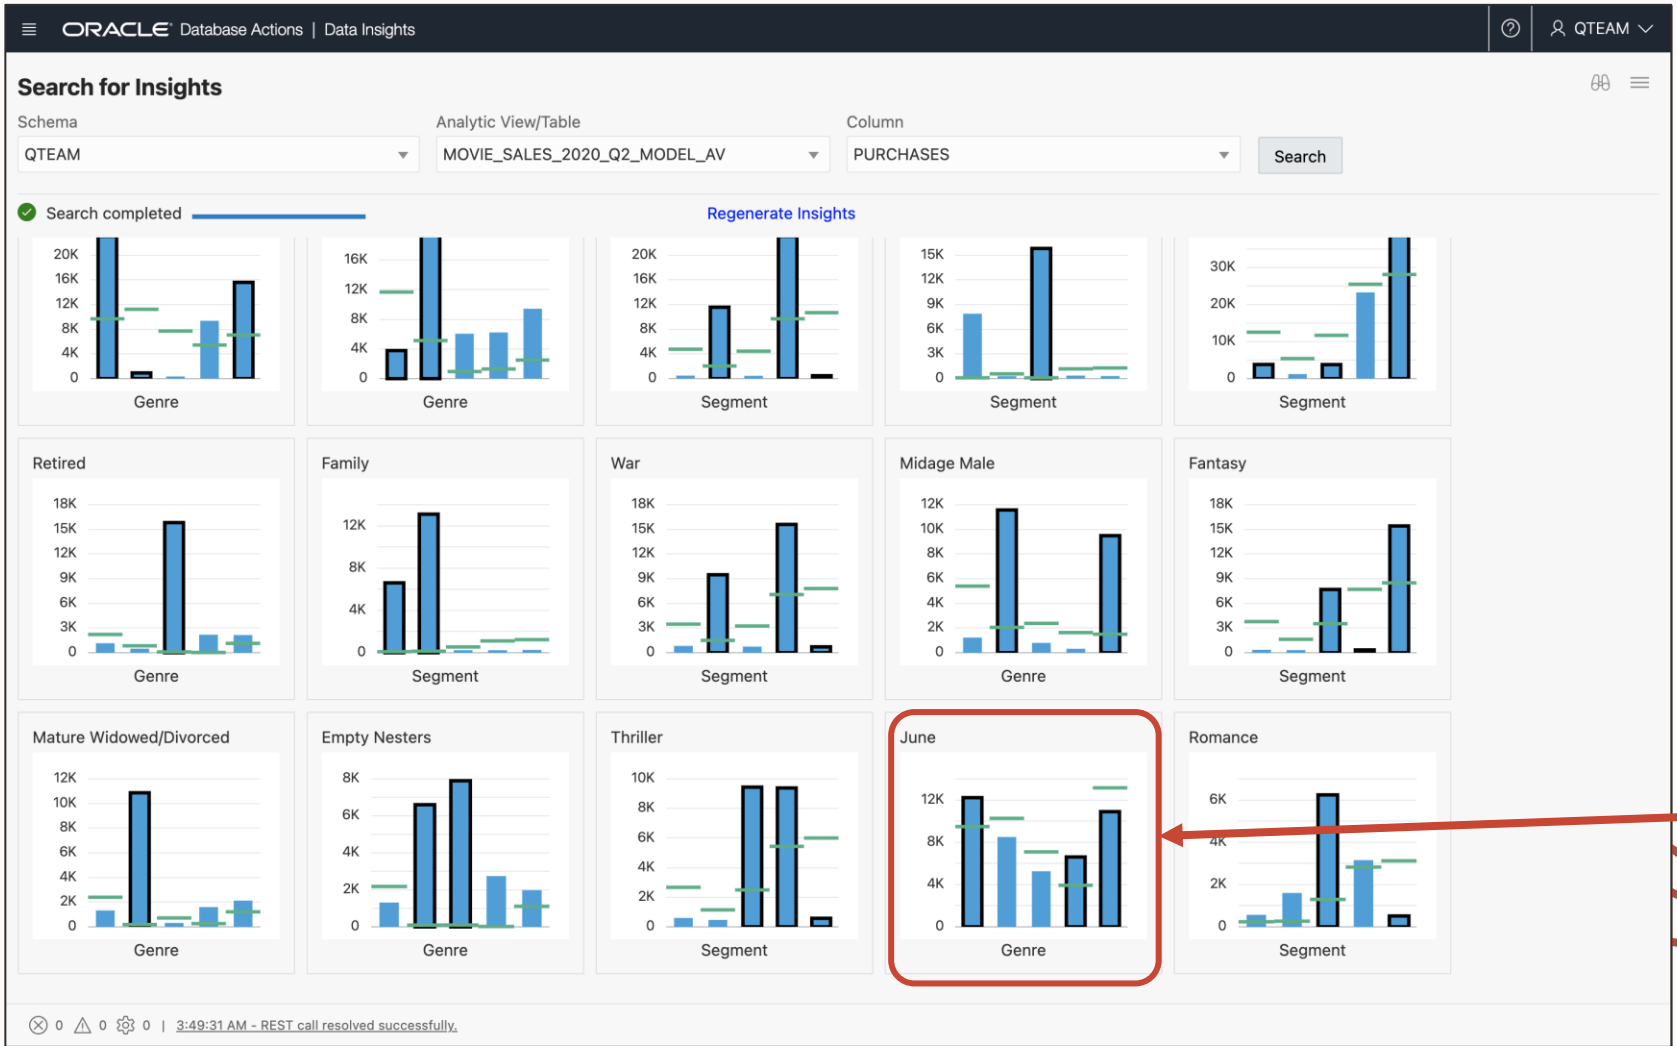 ORACLE Database Actions | Data Insights
QTEAM
Search for Insights
Schema
Analytic View/Table
Column
QTEAM
MOVIE_SALES_2020_Q2_MODEL_AV
PURCHASES
Search
Search completed
Regenerate Insights
20K
16K
12K
8K
4K
0
Genre
16K
12K
8K
4K
0
Genre
20K
16K
12K
8K
4K
0
Segment
15K
12K
9K
6K
3K
0
Segment
30K
20K
10K
0
Segment
Retired
18K
15K
12K
9K
6K
3K
0
Genre
Family
12K
8K
4K
0
Segment
War
18K
15K
12K
9K
6K
3K
0
Segment
Midage Male
12K
10K
8K
6K
4K
2K
0
Genre
Fantasy
18K
15K
12K
9K
6K
3K
0
Segment
Mature Widowed/Divorced
12K
10K
8K
6K
4K
2K
0
Genre
Empty Nesters
8K
6K
4K
2K
0
Genre
Thriller
10K
8K
6K
4K
2K
0
Segment
June
12K
8K
4K
0
Genre
Romance
6K
4K
2K
0
Segment
0 0 0 | 3:49:31 AM - REST call resolved successfully.